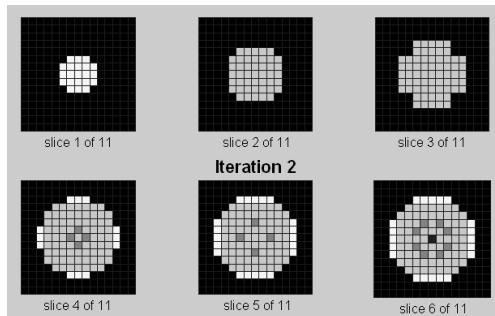 slice 1 of 11
slice 2 of 11
slice 3 of 11
Iteration 2
slice 4 of 11
slice 5 of 11
slice 6 of 11